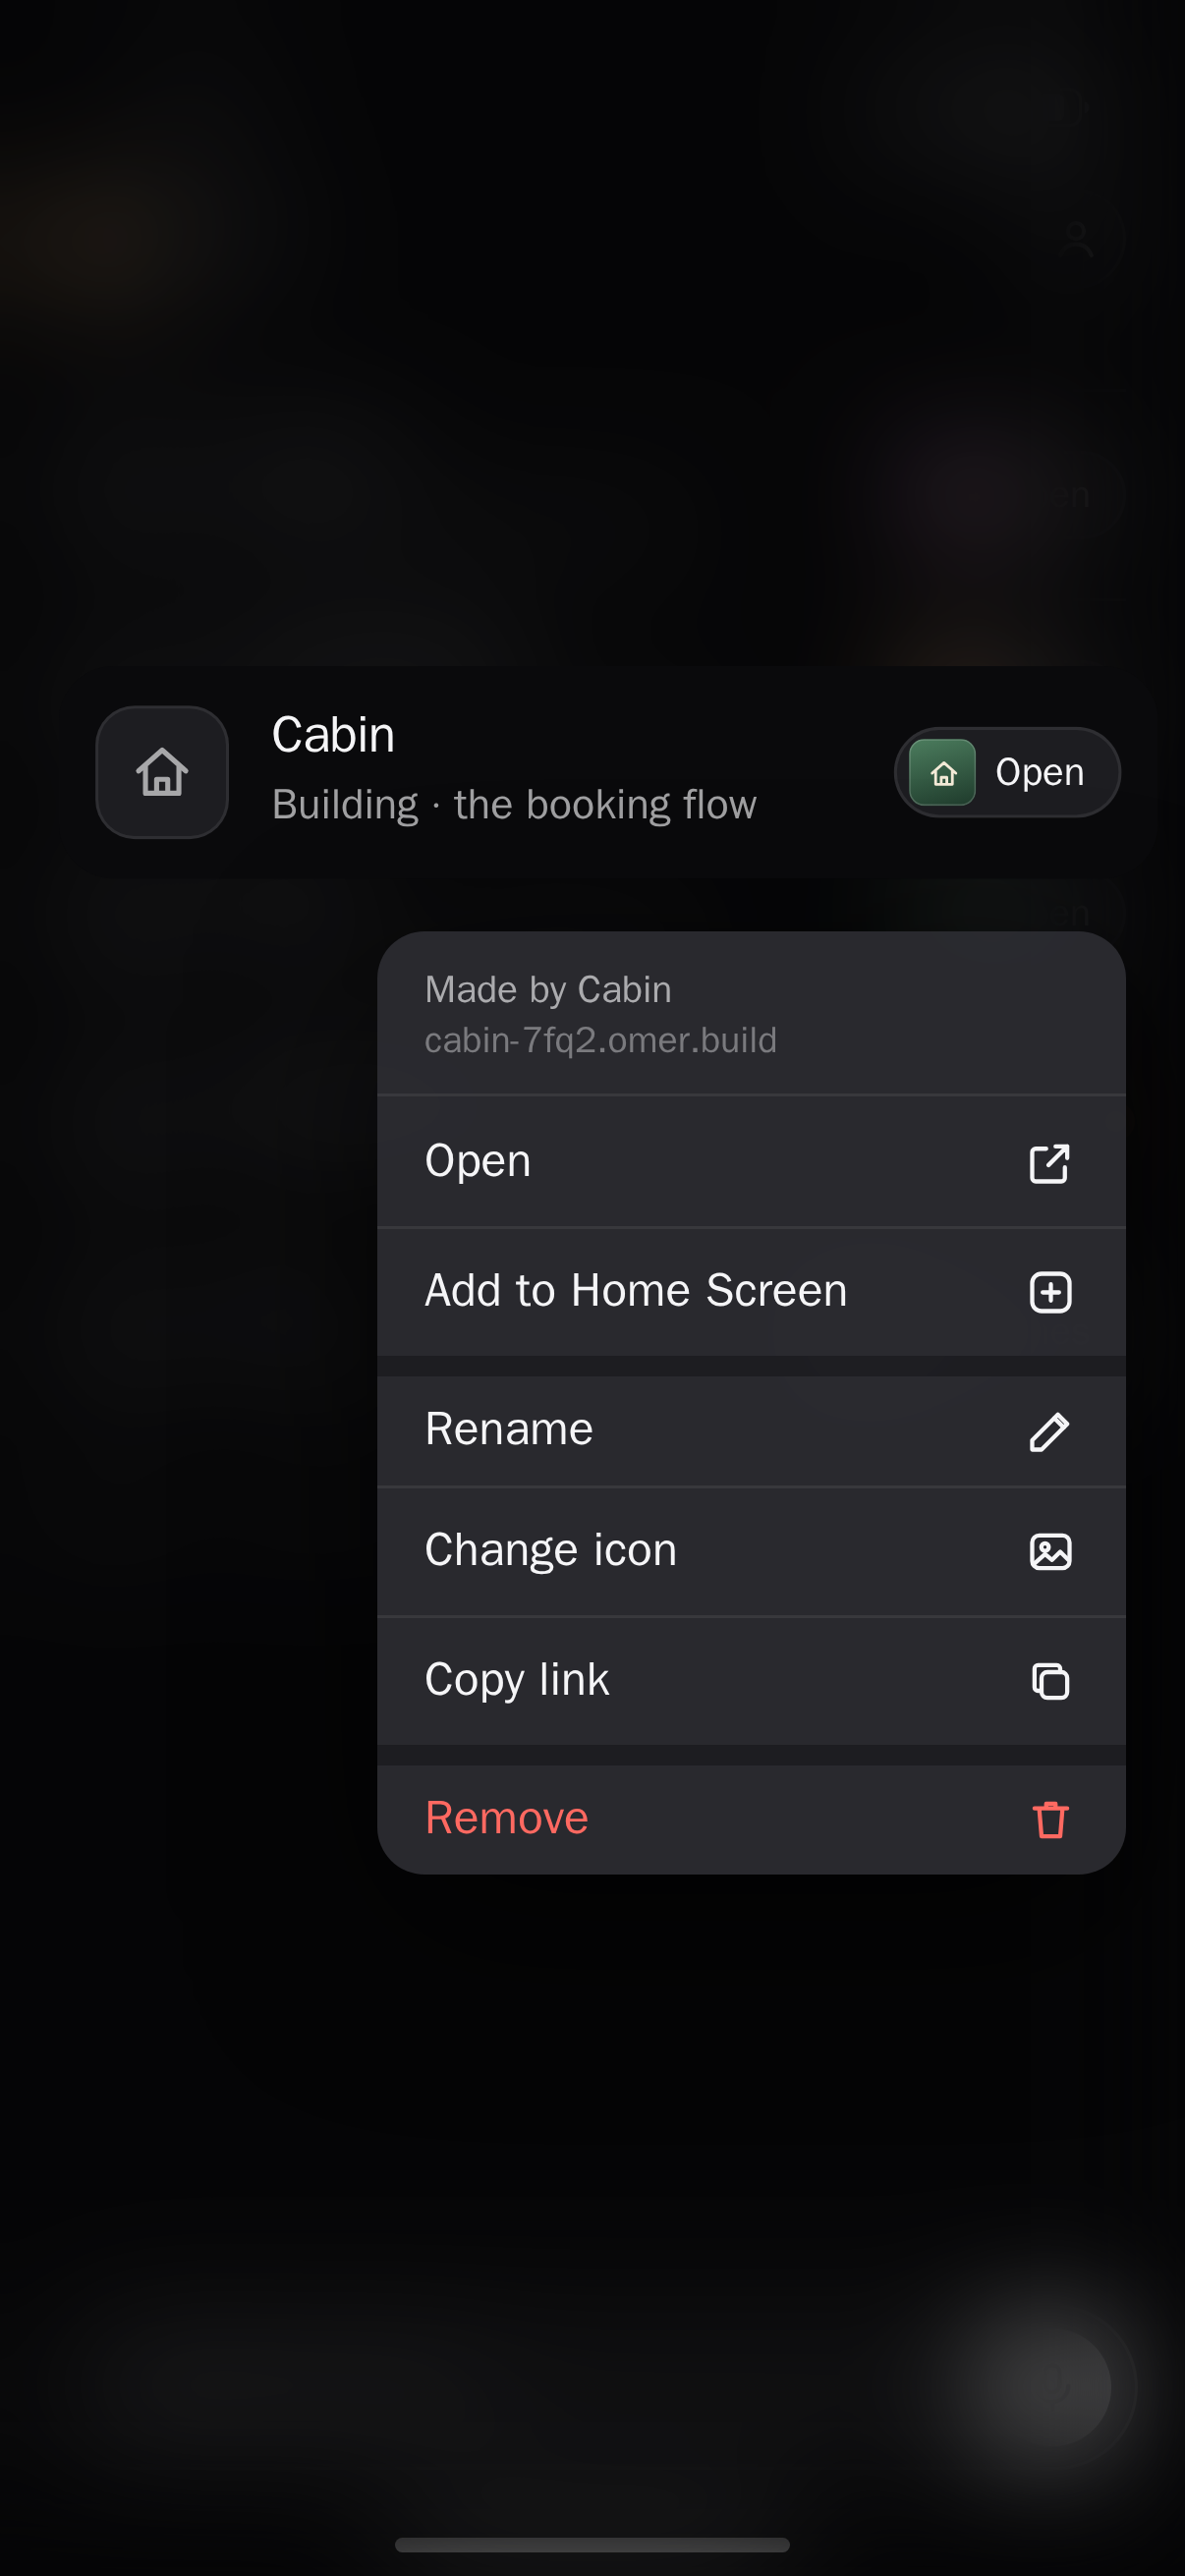 Cabin
Building · the booking flow
Open
Made by Cabin
cabin-7fq2.omer.build
Open
Add to Home Screen
Rename
Change icon
Copy link
Remove